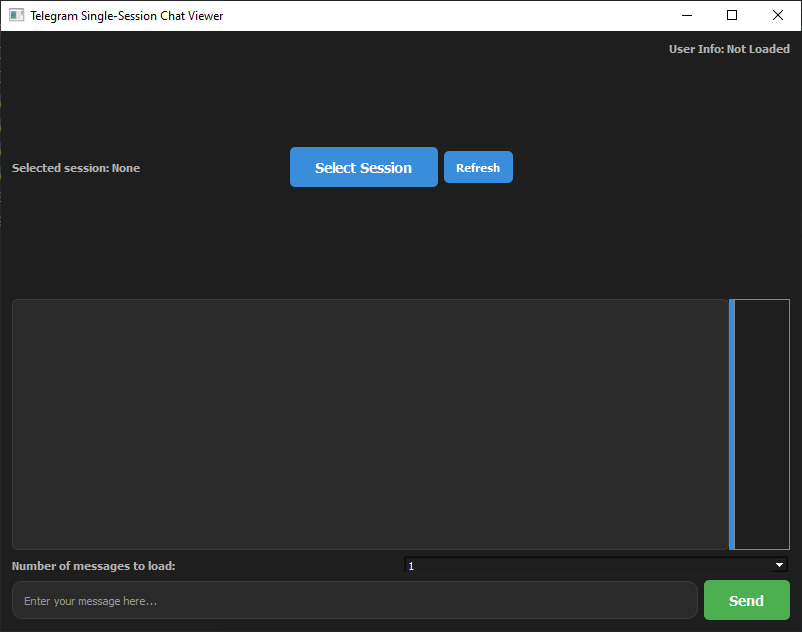 Telegram Single-Session Chat Viewer
User Info: Not Loaded
Selected session: None
Select Session
Refresh
Number of messages to load:
1
Enter your message here...
Send